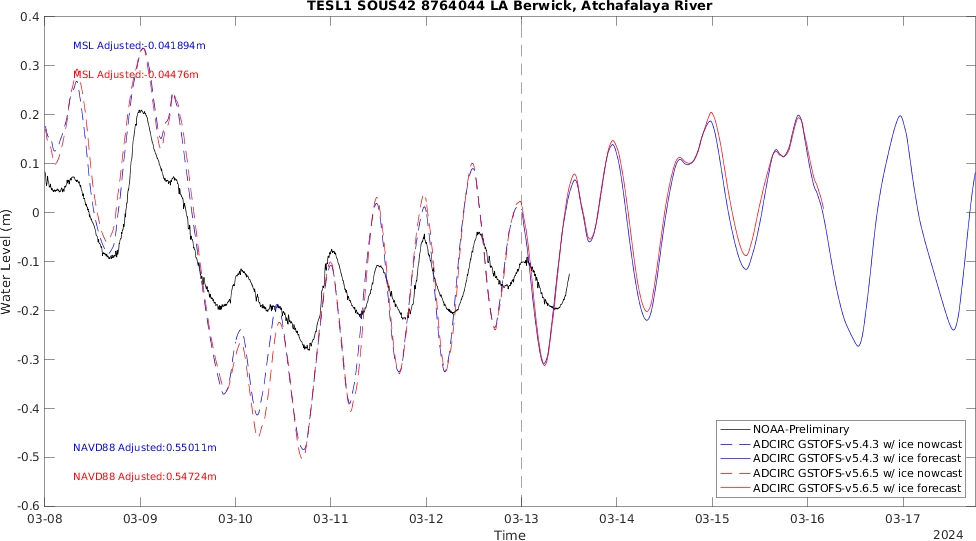 TESL1 SOUS42 8764044 LA Berwick, Atchafalaya River
0.4
0.3
0.2
0.1
0
-0.1
-0.2
-0.3
-0.4
-0.5
-0.6
Water Level (m)
MSL Adjusted:-0.041894m
MSL Adjusted:-0.04476m
NAVD88 Adjusted:0.55011m
NAVD88 Adjusted:0.54724m
NOAA-Preliminary
ADCIRC GSTOFS-v5.4.3 w/ ice nowcast
ADCIRC GSTOFS-v5.4.3 w/ ice forecast
ADCIRC GSTOFS-v5.6.5 w/ ice nowcast
ADCIRC GSTOFS-v5.6.5 w/ ice forecast
03-08 03-09 03-10 03-11 03-12 03-13 03-14 03-15 03-16 03-17
Time
2024